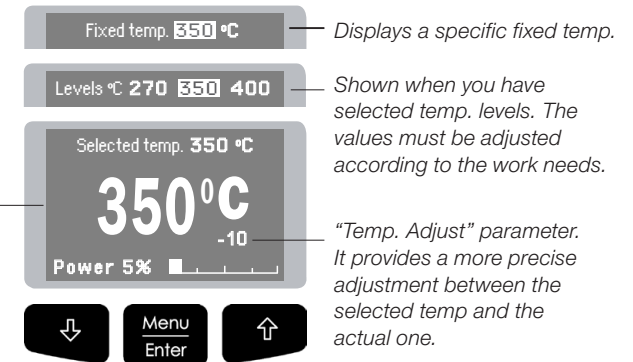 Fixed temp. 350 ºC
Displays a specific fixed temp.
Levels ºC 270 350 400
Shown when you have
selected temp. levels. The
values must be adjusted
according to the work needs.
Selected temp. 350 ºC
350ºC
-10
Power 5%
“Temp. Adjust” parameter.
It provides a more precise
adjustment between the
selected temp and the
actual one.
Menu
Enter